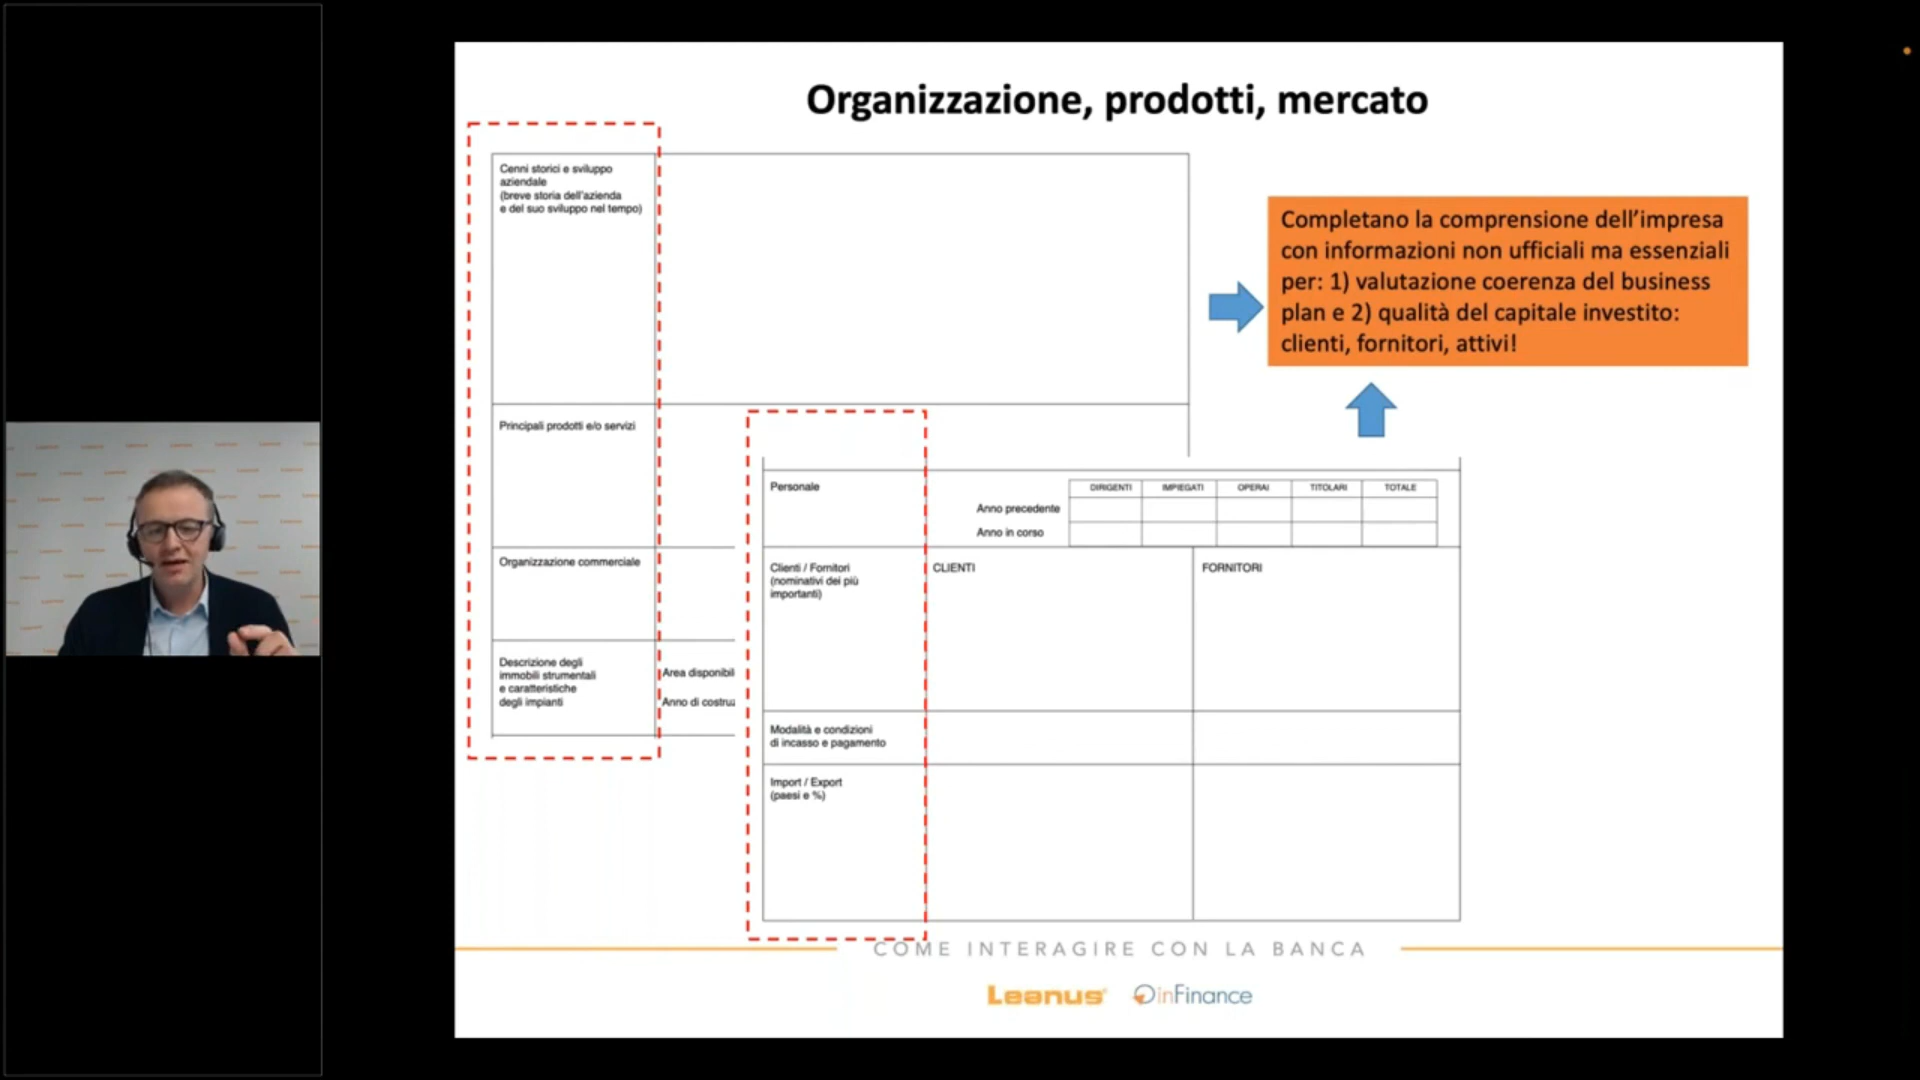 Organizzazione, prodotti, mercato
Cenni storici e sviluppo
aziendale
(breve storia dell'azienda
e del suo sviluppo nel tempo)
Completano la comprensione dell'impresa
con informazioni non ufficiali ma essenziali
per: 1) valutazione coerenza del business
plan e 2) qualità del capitale investito:
clienti, fornitori, attivi!
Principali prodotti e/o servizi
Organizzazione commerciale
Descrizione degli
immobili strumentali
e caratteristiche
degli impianti
Area disponibil
Anno di costruz
Personale
DIRIGENTI IMPIEGATI OPERAI TITOLARI TOTALE
Anno precedente
Anno in corso
Clienti / Fornitori
(nominativi dei più
importanti)
CLIENTI
FORNITORI
Modalità e condizioni
di incasso e pagamento
Import / Export
(paesi e %)
COME INTERAGIRE CON LA BANCA
Leanus
inFinance